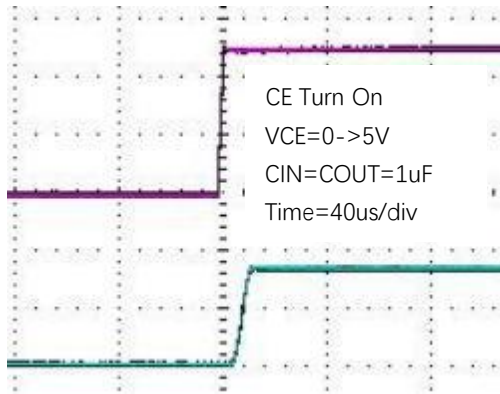 CE Turn On
VCE=0->5V
CIN=COUT=1uF
Time=40us/div